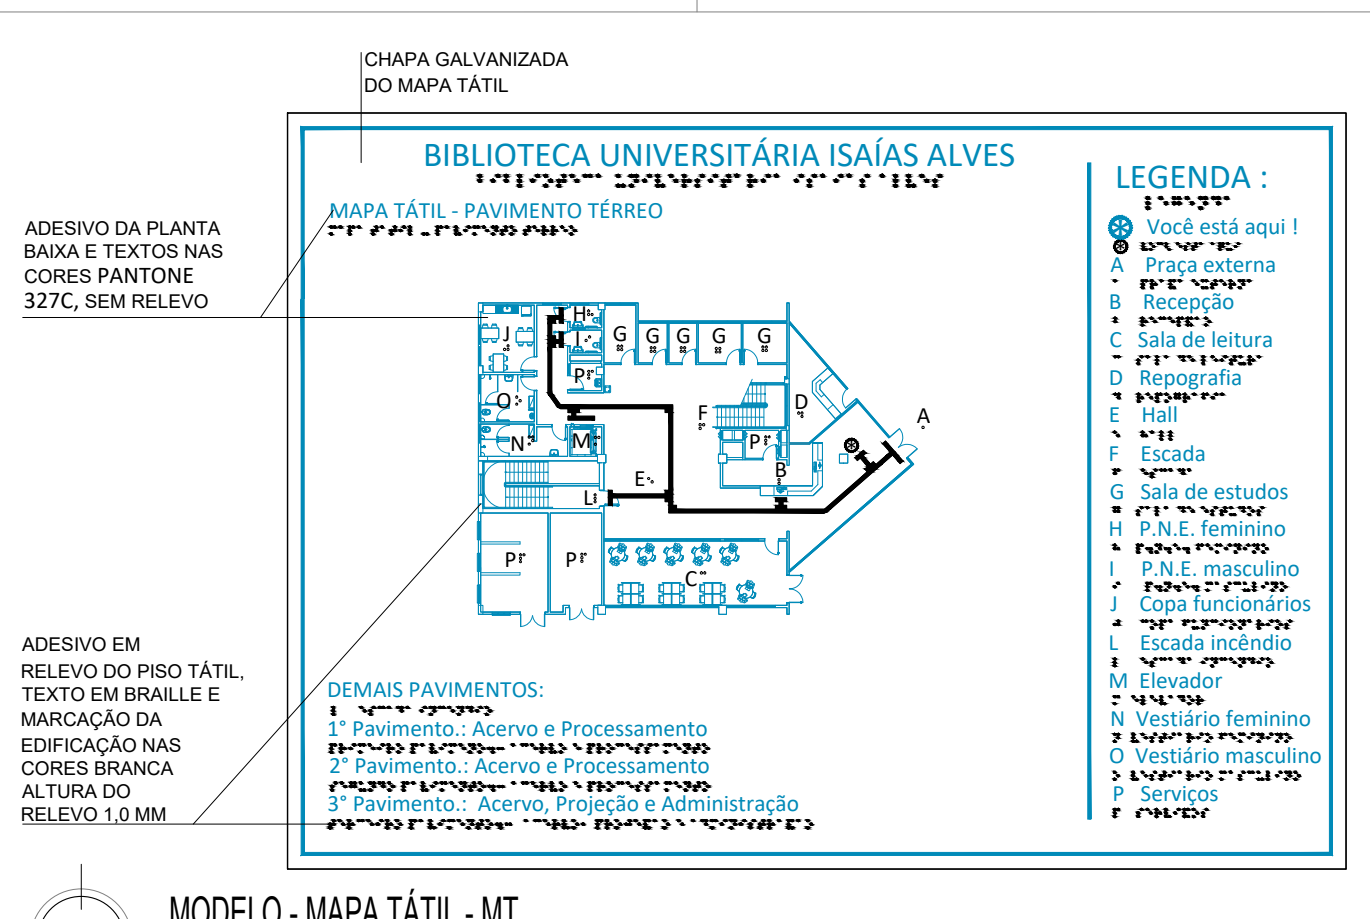 CHAPA GALVANIZADA
DO MAPA TÁTIL
ADESIVO DA PLANTA
BAIXA E TEXTOS NAS
CORES PANTONE
327C, SEM RELEVO
ADESIVO EM
RELEVO DO PISO TÁTIL,
TEXTO EM BRAILLE E
MARCAÇÃO DA
EDIFICAÇÃO NAS
CORES BRANCA
ALTURA DO
RELEVO 1,0 MM
BIBLIOTECA UNIVERSITÁRIA ISAÍAS ALVES
MAPA TÁTIL - PAVIMENTO TÉRREO
H
J
I
G
G
G
G
G
P
O
F
D
A
N
M
P
B
E
L
P
P
C
DEMAIS PAVIMENTOS:
1° Pavimento.: Acervo e Processamento
2° Pavimento.: Acervo e Processamento
3° Pavimento.: Acervo, Projeção e Administração
LEGENDA :
Você está aqui !
A Praça externa
B Recepção
C Sala de leitura
D Repografia
E Hall
F Escada
G Sala de estudos
H P.N.E. feminino
I P.N.E. masculino
J Copa funcionários
L Escada incêndio
M Elevador
N Vestiário feminino
O Vestiário masculino
P Serviços
MODELO - MAPA TÁTIL - MT